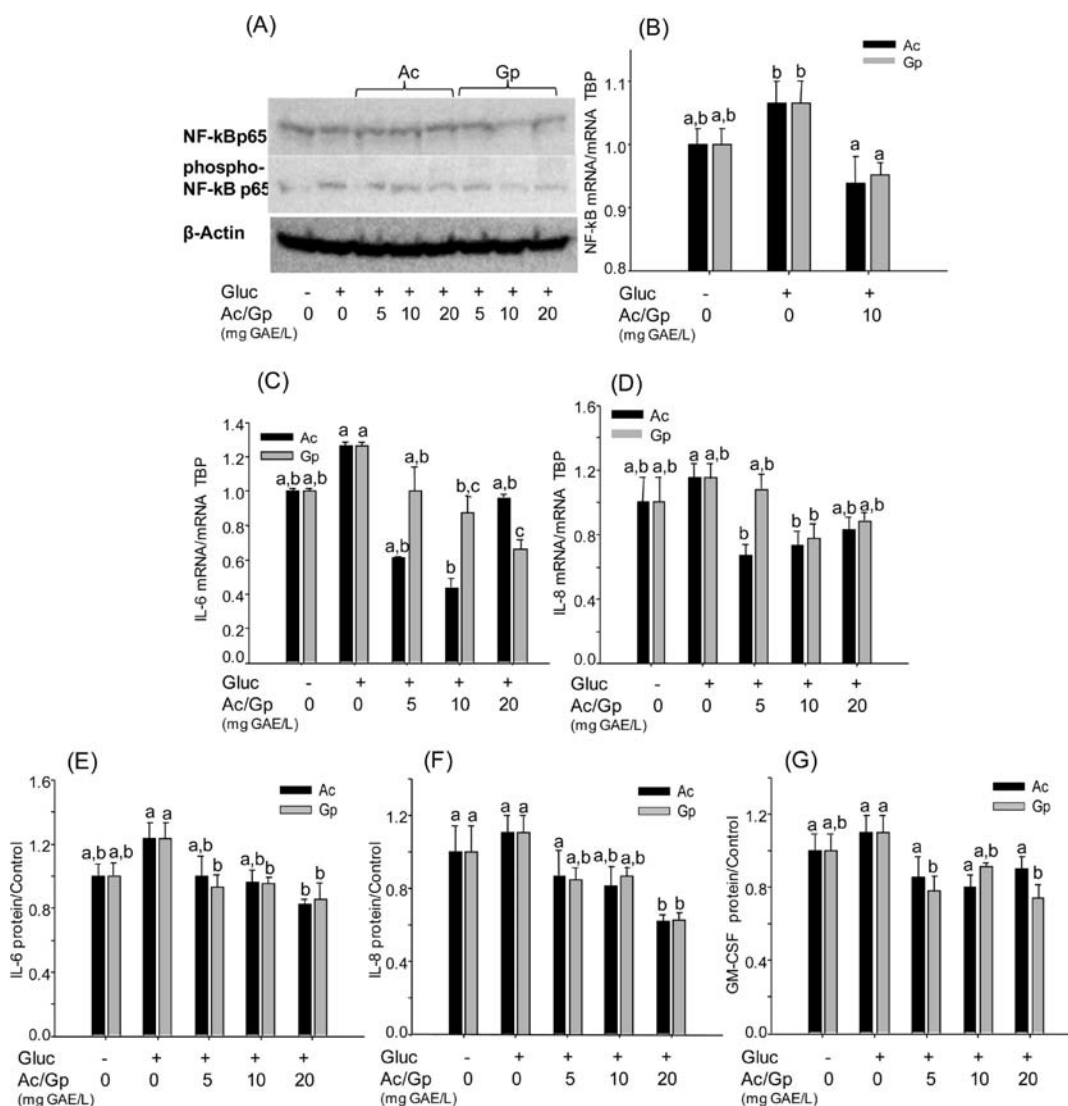 (A)
Ac Gp
NF-kBp65
phospho-
NF-kB p65
β-Actin
Gluc - + + + + + + +
Ac/Gp 0 0 5 10 20 5 10 20
(mg GAE/L)
(B)
Ac
Gp
NF-kB mRNA/mRNA TBP
1.1
1.0
0.9
0.8
a,b a,b b b a a
Gluc - + +
Ac/Gp 0 0 10
(mg GAE/L)
(C)
Ac
Gp
IL-6 mRNA/mRNA TBP
1.4
1.2
1.0
0.8
0.6
0.4
0.2
0.0
a,b a,b a a a,b a,b b b,c a,b c
Gluc - + + + +
Ac/Gp 0 0 5 10 20
(mg GAE/L)
(D)
Ac
Gp
IL-8 mRNA/mRNA TBP
1.6
1.2
0.8
0.4
0.0
a,b a,b a a,b b a,b b b a,b a,b
Gluc - + + + +
Ac/Gp 0 0 5 10 20
(mg GAE/L)
(E)
Ac
Gp
IL-6 protein/Control
1.6
1.2
0.8
0.4
0.0
a,b a,b a a a,b b a,b b b b
Gluc - + + + +
Ac/Gp 0 0 5 10 20
(mg GAE/L)
(F)
Ac
Gp
IL-8 protein/Control
1.6
1.2
0.8
0.4
0.0
a a a a a a,b a,b a,b b b
Gluc - + + + +
Ac/Gp 0 0 5 10 20
(mg GAE/L)
(G)
Ac
Gp
GM-CSF protein/Control
1.6
1.2
0.8
0.4
0.0
a a,b a a a b a a,b a b
Gluc - + + + +
Ac/Gp 0 0 5 10 20
(mg GAE/L)